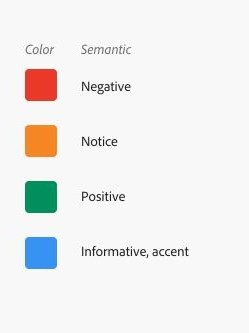 Color Semantic
Negative
Notice
Positive
Informative, accent